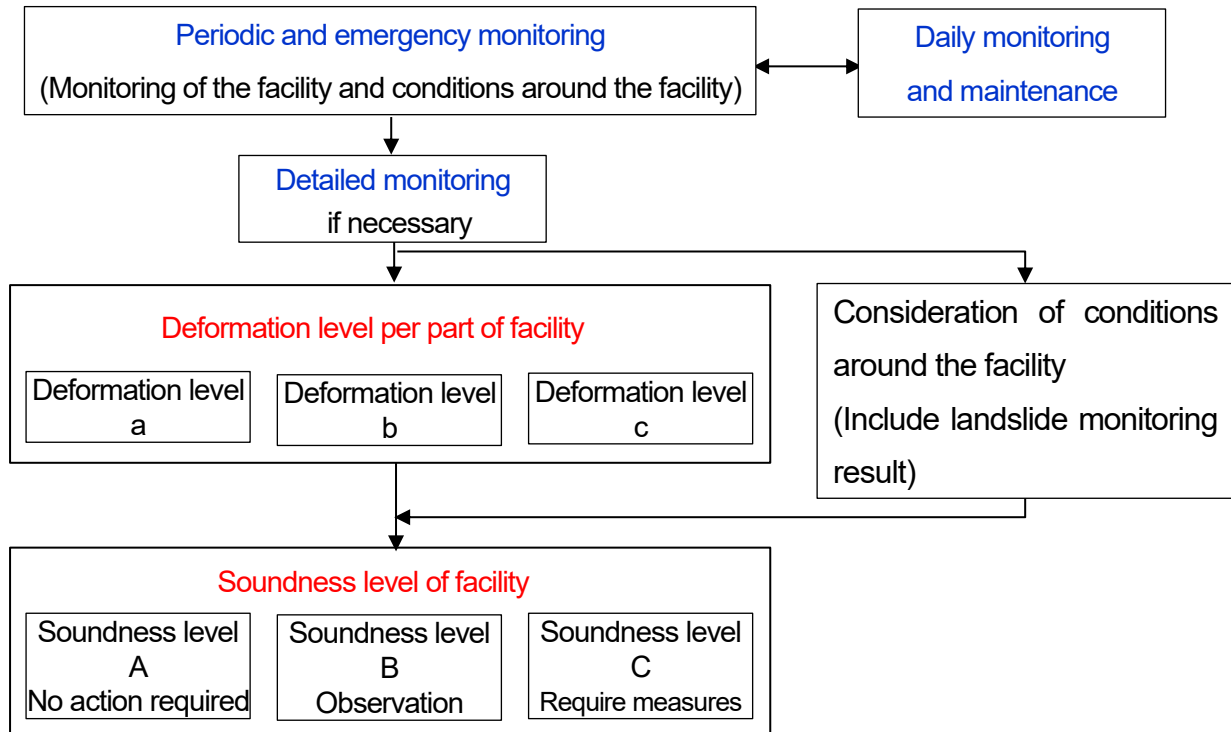 Periodic and emergency monitoring
(Monitoring of the facility and conditions around the facility)
Daily monitoring
and maintenance
Detailed monitoring
if necessary
Deformation level per part of facility
Deformation level
a
Deformation level
b
Deformation level
c
Consideration of conditions
around the facility
(Include landslide monitoring
result)
Soundness level of facility
Soundness level
A
No action required
Soundness level
B
Observation
Soundness level
C
Require measures